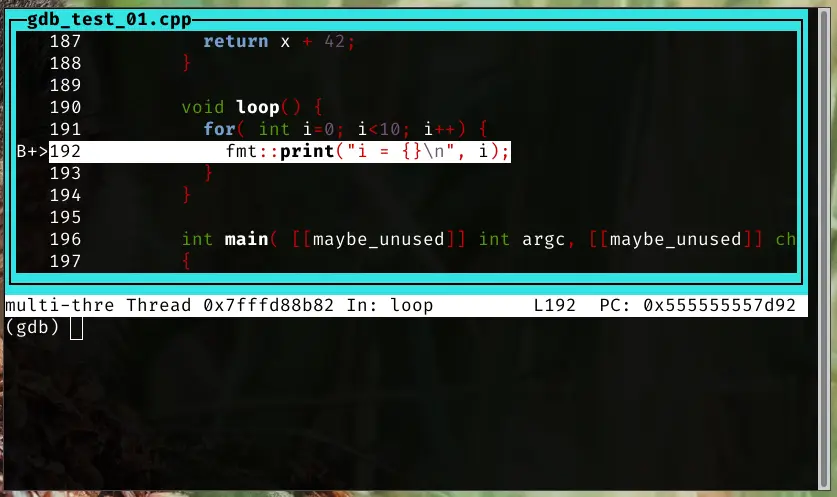 gdb_test_01.cpp
187 return x + 42;
188 }
189
190 void loop() {
191 for( int i=0; i<10; i++) {
B+>192 fmt::print("i = {}\n", i);
193 }
194 }
195
196 int main( [[maybe_unused]] int argc, [[maybe_unused]] ch
197 {
multi-thre Thread 0x7fffd88b82 In: loop L192 PC: 0x555555557d92
(gdb)